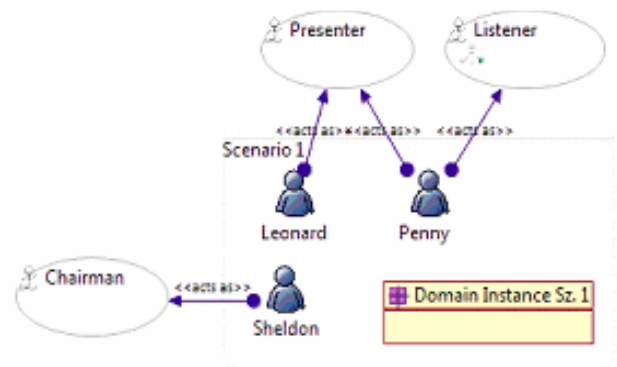 Presenter
Listener
<<acts as>>
<<acts as>>
<<acts as>>
Scenario 1
Leonard
Penny
Chairman
<<acts as>>
Sheldon
Domain Instance Sz. 1